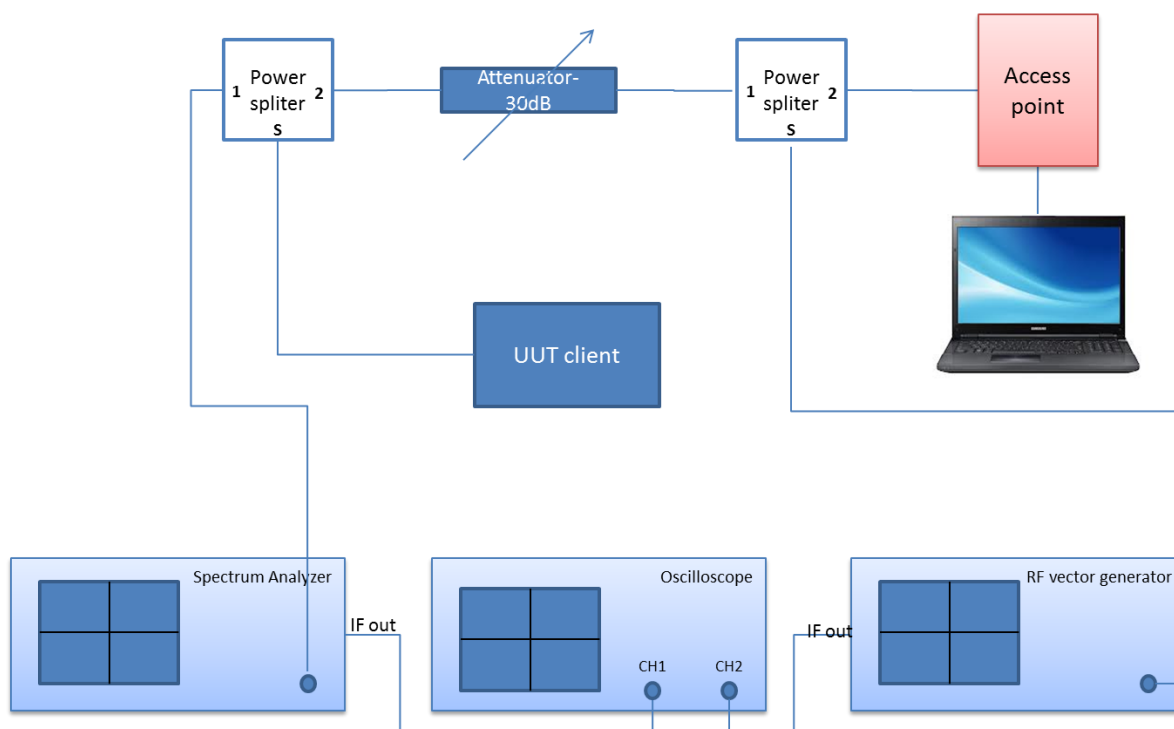 Power
spliter
1
2
S
Attenuator-
30dB
Power
spliter
1
2
S
Access
point
UUT client
Spectrum Analyzer
IF out
Oscilloscope
CH1
CH2
RF vector generator
IF out